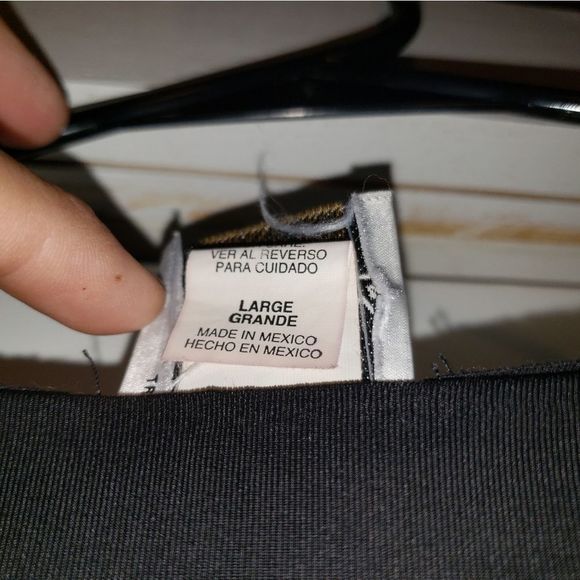 VER AL REVERSO
PARA CUIDADO
LARGE
GRANDE
MADE IN MEXICO
HECHO EN MEXICO